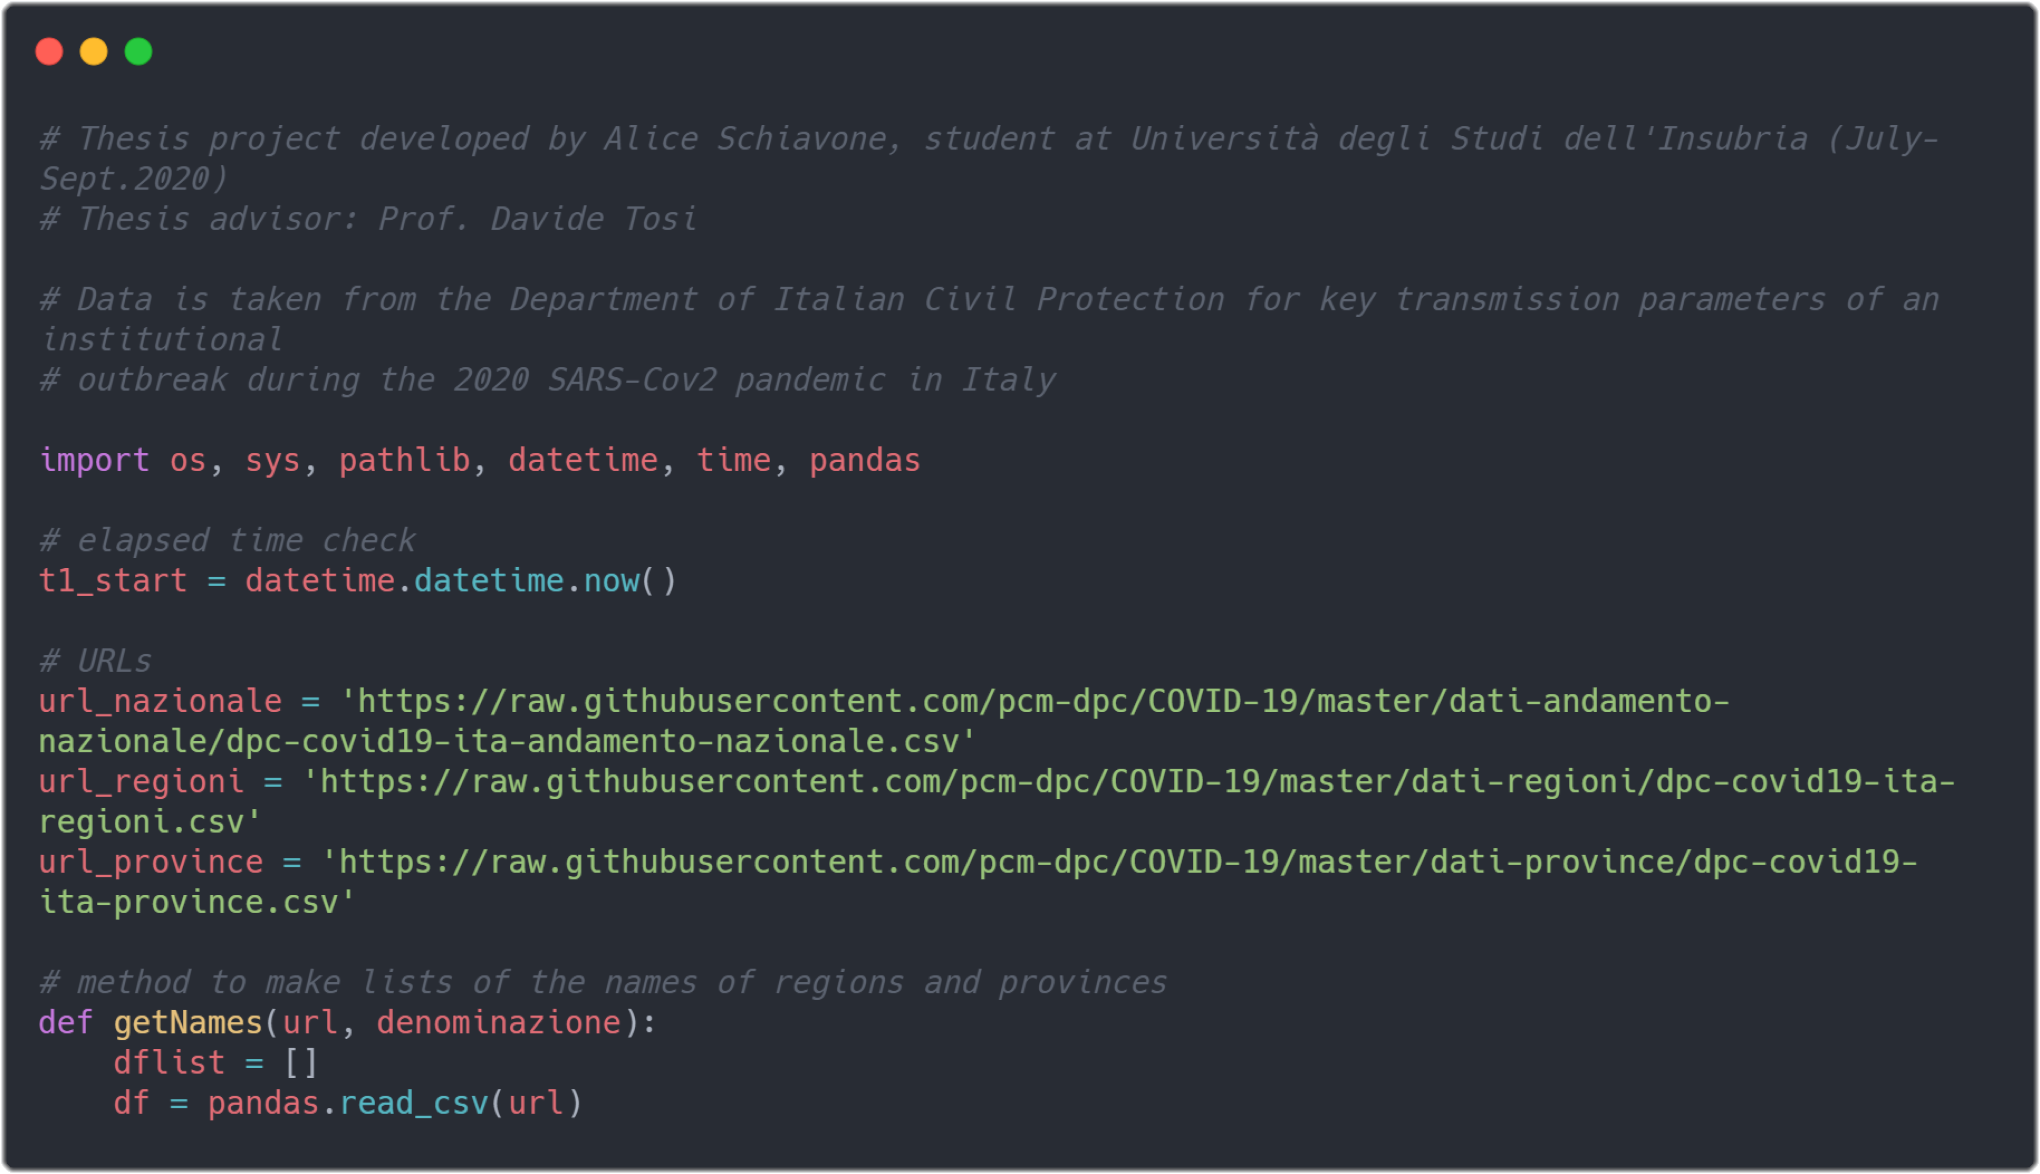 # Thesis project developed by Alice Schiavone, student at Università degli Studi dell'Insubria (July-
Sept.2020)
# Thesis advisor: Prof. Davide Tosi
# Data is taken from the Department of Italian Civil Protection for key transmission parameters of an
institutional
# outbreak during the 2020 SARS-Cov2 pandemic in Italy
import os, sys, pathlib, datetime, time, pandas
# elapsed time check
t1_start = datetime.datetime.now()
# URLs
url_nazionale = 'https://raw.githubusercontent.com/pcm-dpc/COVID-19/master/dati-andamento-
nazionale/dpc-covid19-ita-andamento-nazionale.csv'
url_regioni = 'https://raw.githubusercontent.com/pcm-dpc/COVID-19/master/dati-regioni/dpc-covid19-ita-
regioni.csv'
url_province = 'https://raw.githubusercontent.com/pcm-dpc/COVID-19/master/dati-province/dpc-covid19-
ita-province.csv'
# method to make lists of the names of regions and provinces
def getNames(url, denominazione):
    dflist = []
    df = pandas.read_csv(url)